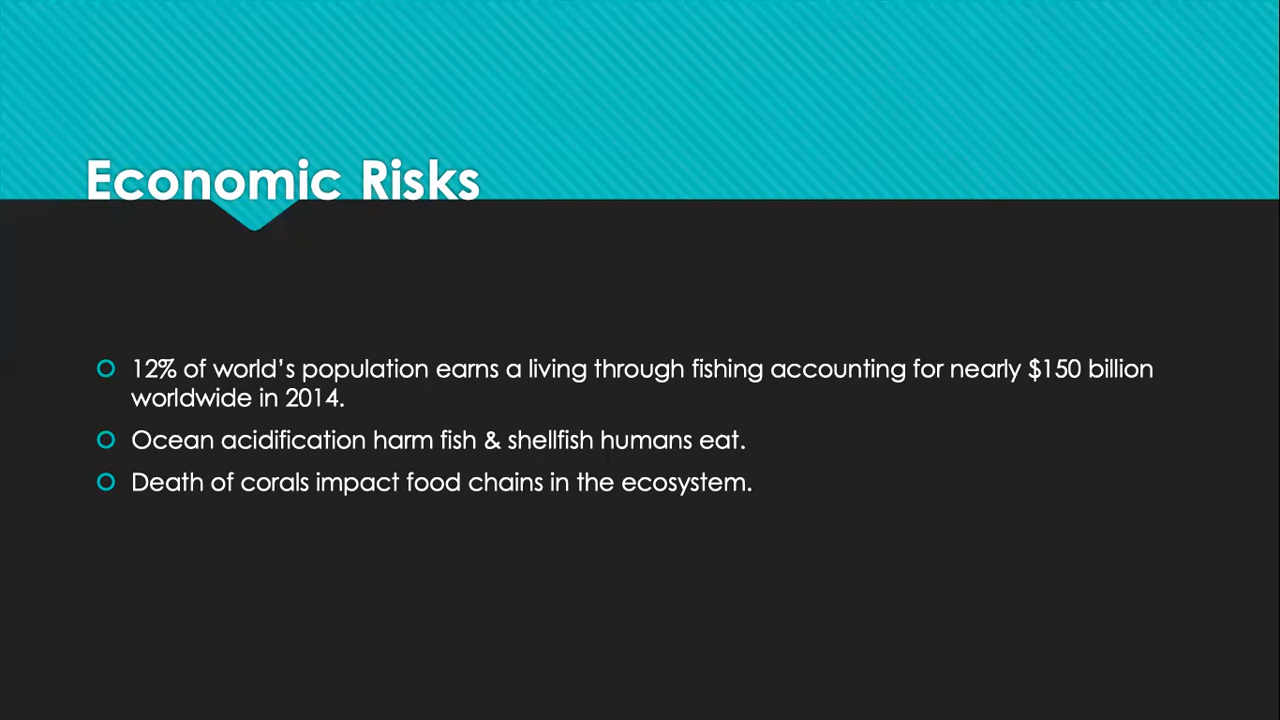 Economic Risks
12% of world's population earns a living through fishing accounting for nearly $150 billion
worldwide in 2014.
Ocean acidification harm fish & shellfish humans eat.
Death of corals impact food chains in the ecosystem.